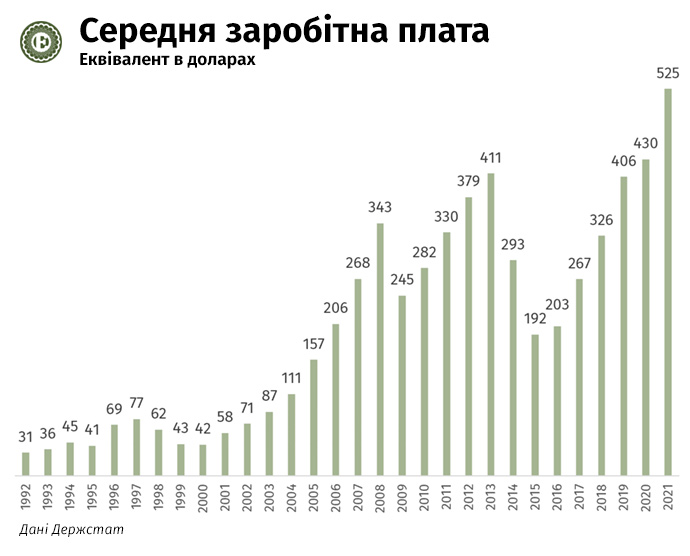 Є
Середня заробітна плата
Еквівалент в доларах
31 36 45 41 69 77 62 43 42 58 71 87 111 157 206 268 343 245 282 330 379 411 293 192 203 267 326 406 430 525
1992 1993 1994 1995 1996 1997 1998 1999 2000 2001 2002 2003 2004 2005 2006 2007 2008 2009 2010 2011 2012 2013 2014 2015 2016 2017 2018 2019 2020 2021
Дані Держстат